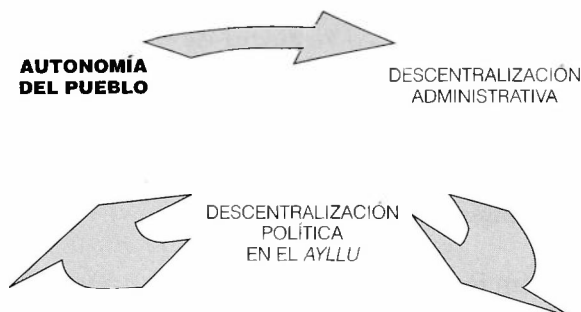 AUTONOMÍA
DEL PUEBLO
DESCENTRALIZACIÓN
ADMINISTRATIVA
DESCENTRALIZACIÓN
POLÍTICA
EN EL AYLLU